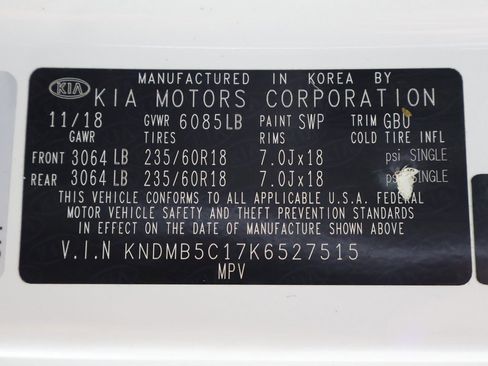 MANUFACTURED IN KOREA BY
KIA KIA MOTORS CORPORATION
11/18 GVWR 6085LB PAINT SWP TRIM GBU
GAWR TIRES RIMS COLD TIRE INFL
FRONT 3064 LB 235/60R18 7.0Jx18 psi SINGLE
REAR 3064 LB 235/60R18 7.0Jx18 psi SINGLE
THIS VEHICLE CONFORMS TO ALL APPLICABLE U.S.A. FEDERAL
MOTOR VEHICLE SAFETY AND THEFT PREVENTION STANDARDS
IN EFFECT ON THE DATE OF MANUFACTURE SHOWN ABOVE
V.I.N KNDMB5C17K6527515
MPV